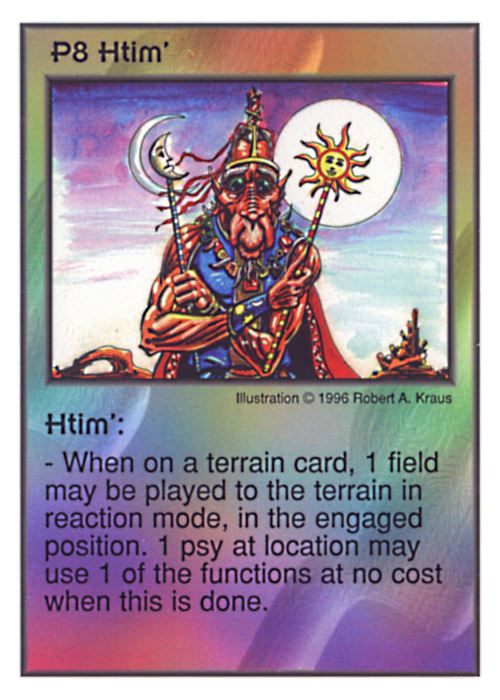 P8 Htim'
Illustration © 1996 Robert A. Kraus
Htim':
- When on a terrain card, 1 field
may be played to the terrain in
reaction mode, in the engaged
position. 1 psy at location may
use 1 of the functions at no cost
when this is done.